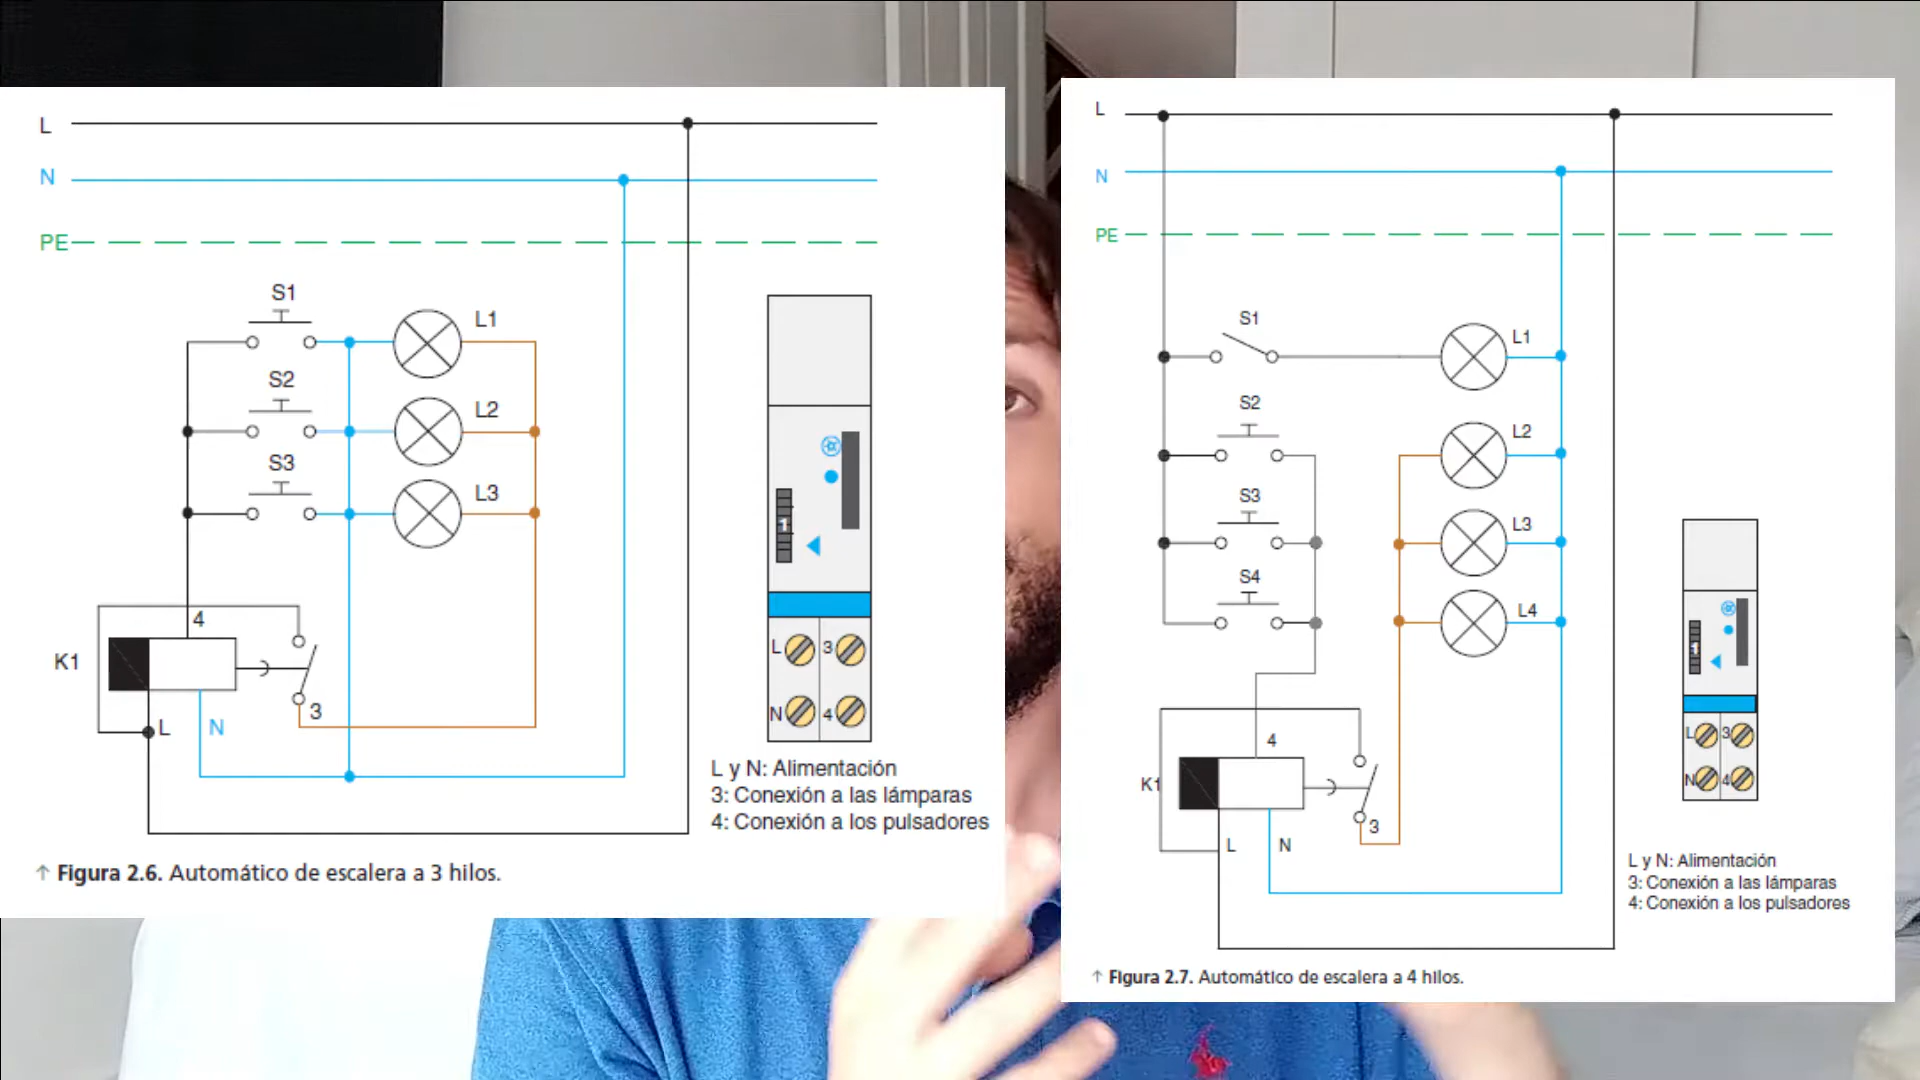 L
N
PE
S1
L1
S2
L2
S3
L3
4
K1
L
N
3
1
L
3
N
4
L y N: Alimentación
3: Conexión a las lámparas
4: Conexión a los pulsadores
↑ Figura 2.6. Automático de escalera a 3 hilos.
L
N
PE
S1
L1
S2
L2
S3
L3
S4
L4
4
K1
L
N
3
1
L
3
N
4
L y N: Alimentación
3: Conexión a las lámparas
4: Conexión a los pulsadores
↑ Figura 2.7. Automático de escalera a 4 hilos.